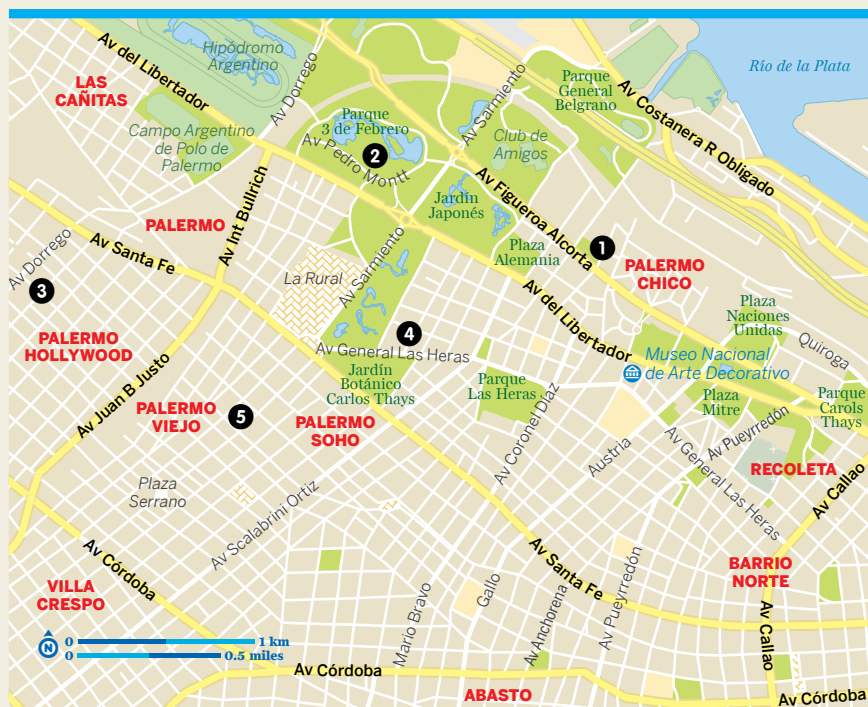 Hipódromo
Argentino
Av Dorrego
Av del Libertador
LAS
CAÑITAS
Campo Argentino
de Polo de
Palermo
Parque
3 de Febrero
2
Av Pedro Montt
Av Sarmiento
Club de
Amigos
Parque
General
Belgrano
Av Costanera R Obligado
Río de la Plata
Av Figueroa Alcorta
Jardín
Japonés
Plaza
Alemania
1
PALERMO
CHICO
PALERMO
Av Int Bullrich
Av Santa Fe
Av Dorrego
3
La Rural
Av Sarmiento
Av del Libertador
4
Av General Las Heras
Plaza
Naciones
Unidas
Quiroga
PALERMO
HOLLYWOOD
Av Juan B Justo
PALERMO
VIEJO
5
PALERMO
SOHO
Jardín
Botánico
Carlos Thays
Parque
Las Heras
Museo Nacional
de Arte Decorativo
Plaza
Mitre
Parque
Carols
Thays
Av Coronel Díaz
Austria
Av Pueyrredón
Av General Las Heras
RECOLETA
Av Callao
Plaza
Serrano
Av Scalabrini Ortiz
Av Córdoba
Av Santa Fe
BARRIO
NORTE
VILLA
CRESPO
Mario Bravo
Gallo
Av Anchorena
Av Pueyrredón
Av Callao
N
0 1 km
0 0.5 miles
Av Córdoba
ABASTO
Av Córdoba